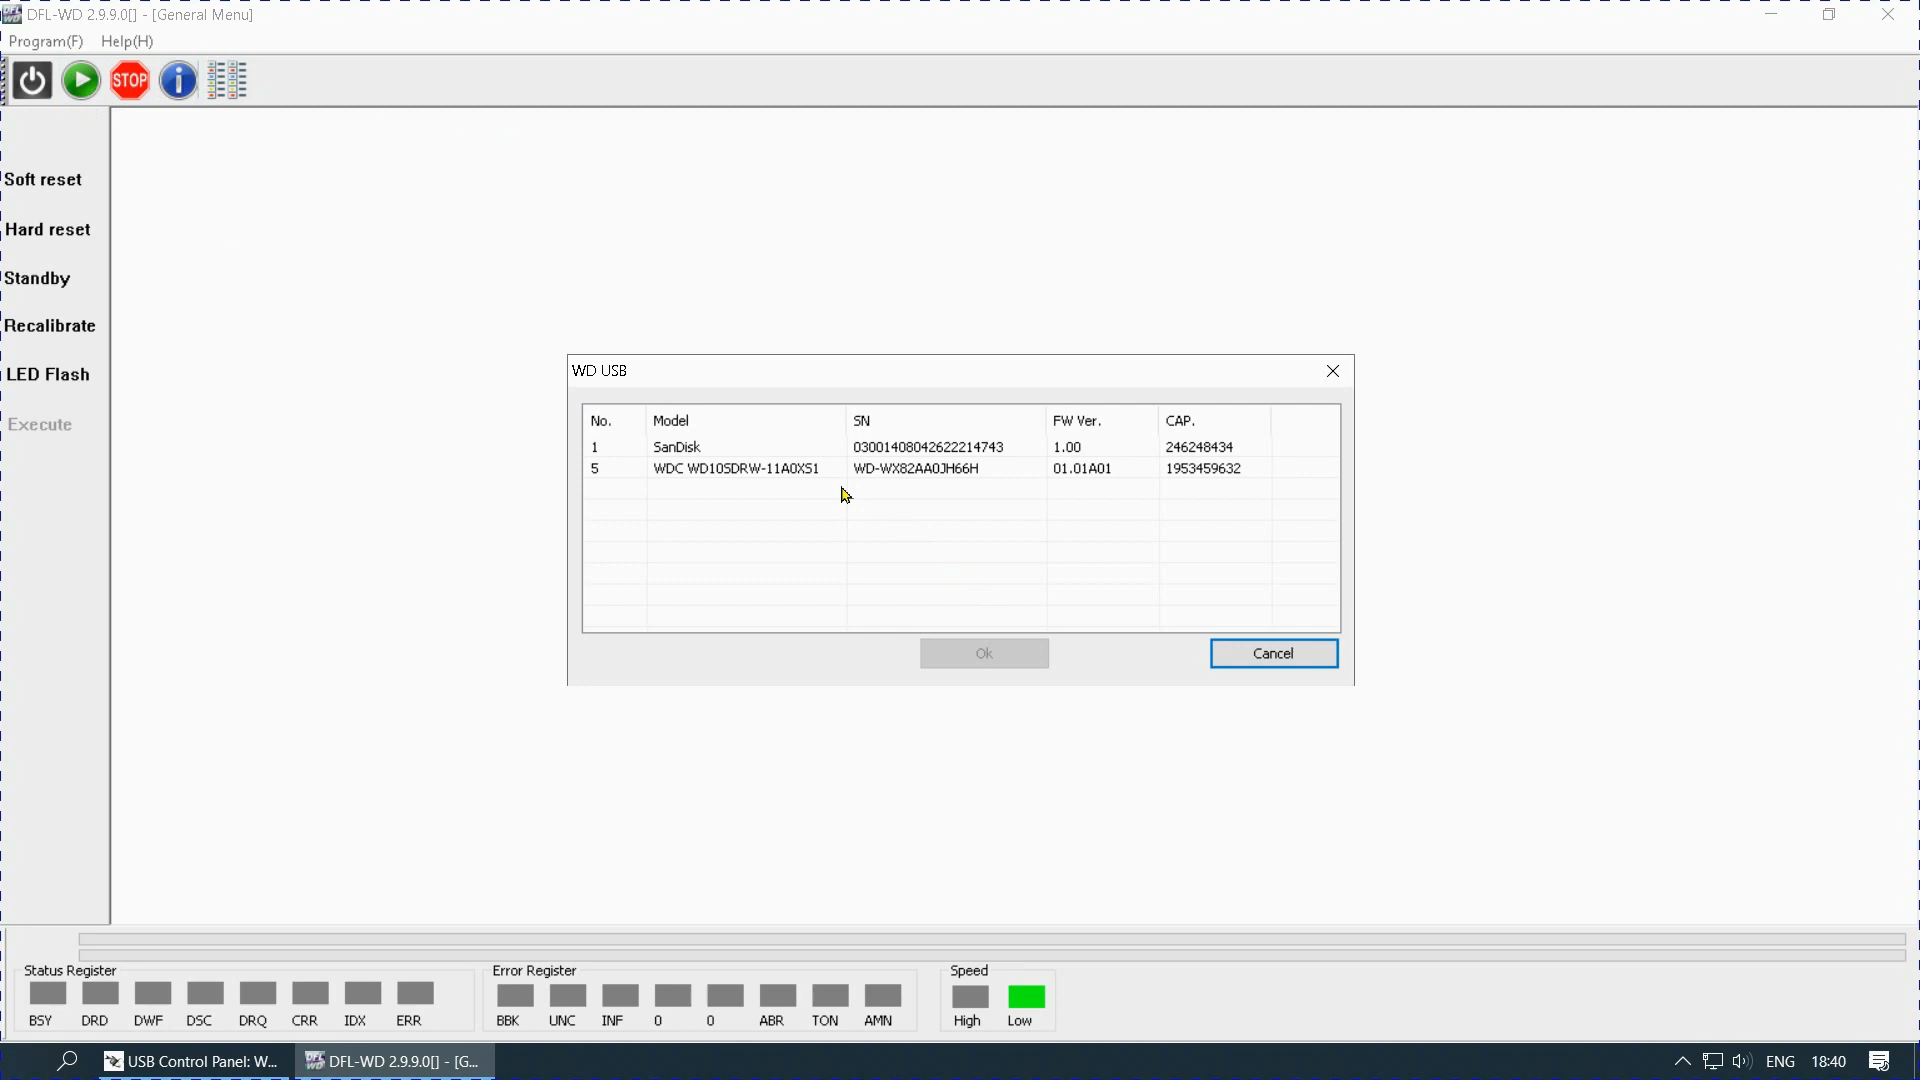 DFL-WD 2.9.9.0[] - [General Menu]
Program(F) Help(H)
STOP
Soft reset
Hard reset
Standby
Recalibrate
LED Flash
Execute
WD USB
No. Model SN FW Ver. CAP.
1 SanDisk 03001408042622214743 1.00 246248434
5 WDC WD10SDRW-11A0XS1 WD-WX82AA0JH66H 01.01A01 1953459632
Ok Cancel
Status Register Error Register Speed
BSY DRD DWF DSC DRQ CRR IDX ERR BBK UNC INF 0 0 ABR TON AMN High Low
USB Control Panel: W... DFL-WD 2.9.9.0[] - [G... ENG 18:40